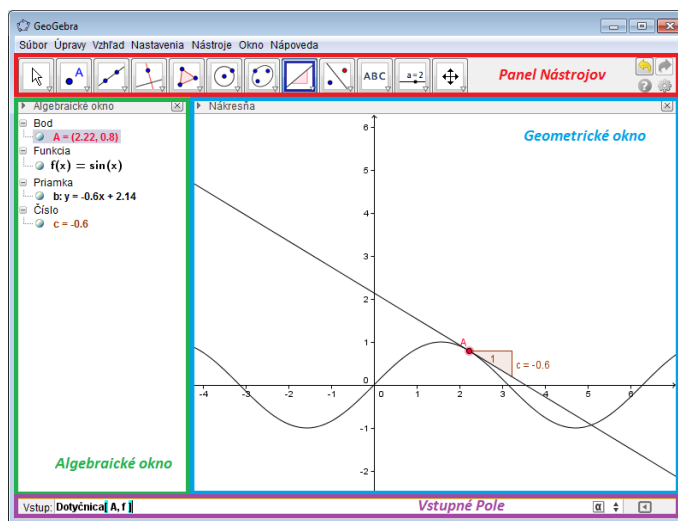 GeoGebra
Súbor Úpravy Vzhľad Nastavenia Nástroje Okno Nápoveda
A
ABC
a=2
Panel Nástrojov
Algebraické okno
Nákresňa
Bod
A = (2.22, 0.8)
Funkcia
f(x) = sin(x)
Priamka
b: y = -0.6x + 2.14
Číslo
c = -0.6
Geometrické okno
6
5
4
3
2
1
0
-1
-2
A
1
c = -0.6
-4 -3 -2 -1 0 1 2 3 4 5 6
Algebraické okno
Vstup: Dotyčnica[ A, f ]
Vstupné Pole
α